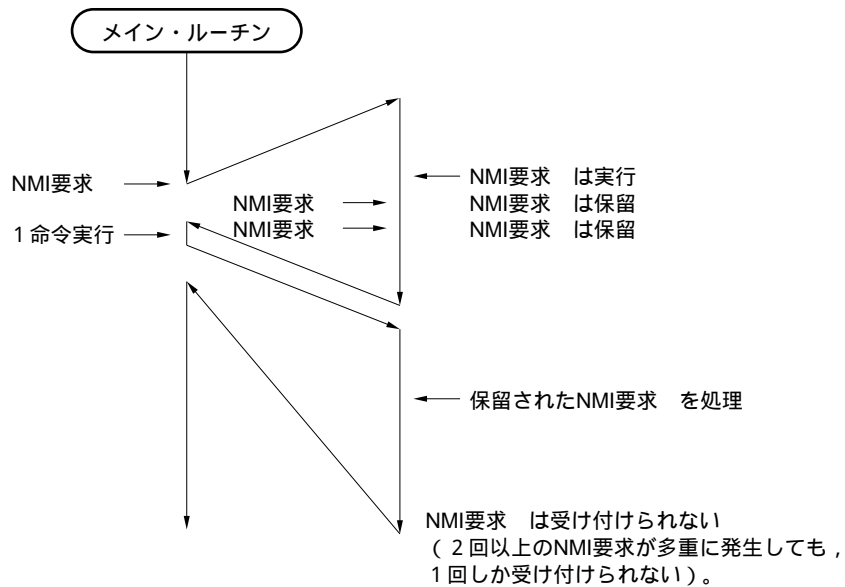 メイン・ルーチン
NMI要求
NMI要求　は実行
NMI要求
NMI要求　は保留
1命令実行
NMI要求
NMI要求　は保留
保留されたNMI要求　を処理
NMI要求　は受け付けられない
（2回以上のNMI要求が多重に発生しても，
1回しか受け付けられない）。